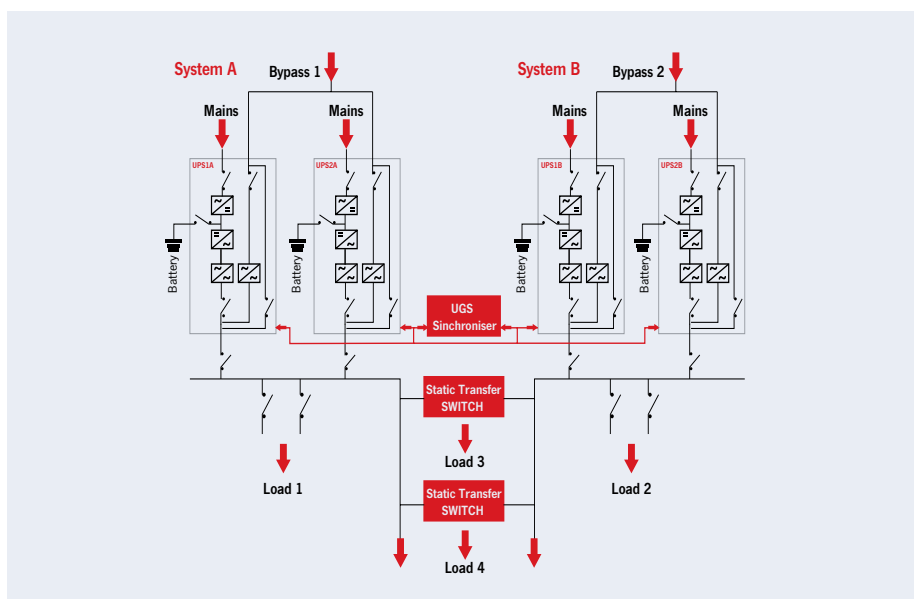 System A
Bypass 1
System B
Bypass 2
Mains
Mains
Mains
Mains
UPS1A
UPS2A
UPS1B
UPS2B
Battery
Battery
Battery
Battery
UGS
Sinchroniser
Static Transfer
SWITCH
Load 3
Load 1
Load 2
Static Transfer
SWITCH
Load 4